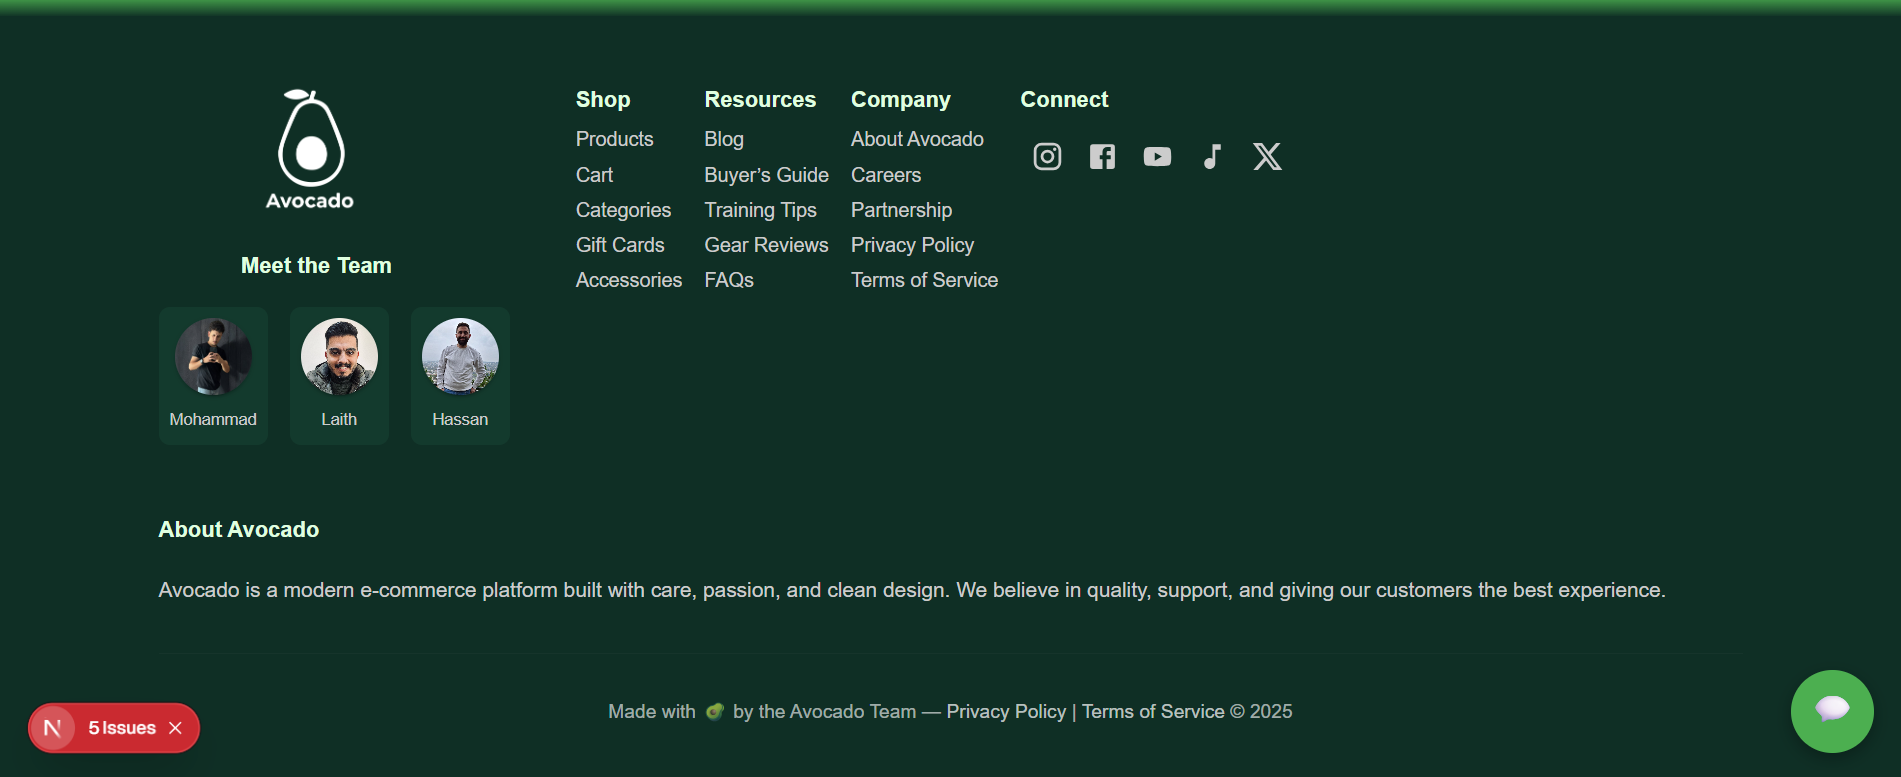 Avocado
Meet the Team
Mohammad
Laith
Hassan
Shop
Products
Cart
Categories
Gift Cards
Accessories
Resources
Blog
Buyer’s Guide
Training Tips
Gear Reviews
FAQs
Company
About Avocado
Careers
Partnership
Privacy Policy
Terms of Service
Connect
About Avocado
Avocado is a modern e-commerce platform built with care, passion, and clean design. We believe in quality, support, and giving our customers the best experience.
Made with 🥑 by the Avocado Team — Privacy Policy | Terms of Service © 2025
N 5 Issues